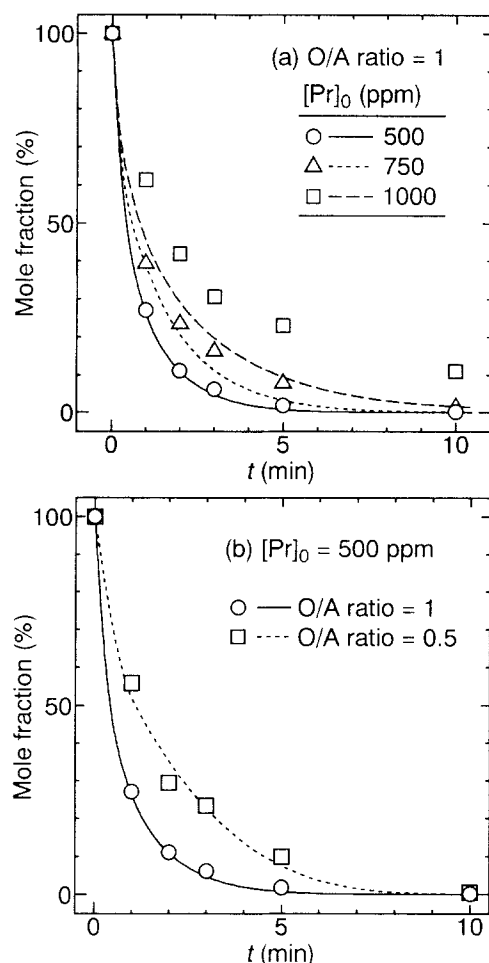 100
50
0
Mole fraction (%)
(a) O/A ratio = 1
[Pr]₀ (ppm)
500
750
1000
0 5 10
t (min)
100
50
0
Mole fraction (%)
(b) [Pr]₀ = 500 ppm
O/A ratio = 1
O/A ratio = 0.5
0 5 10
t (min)